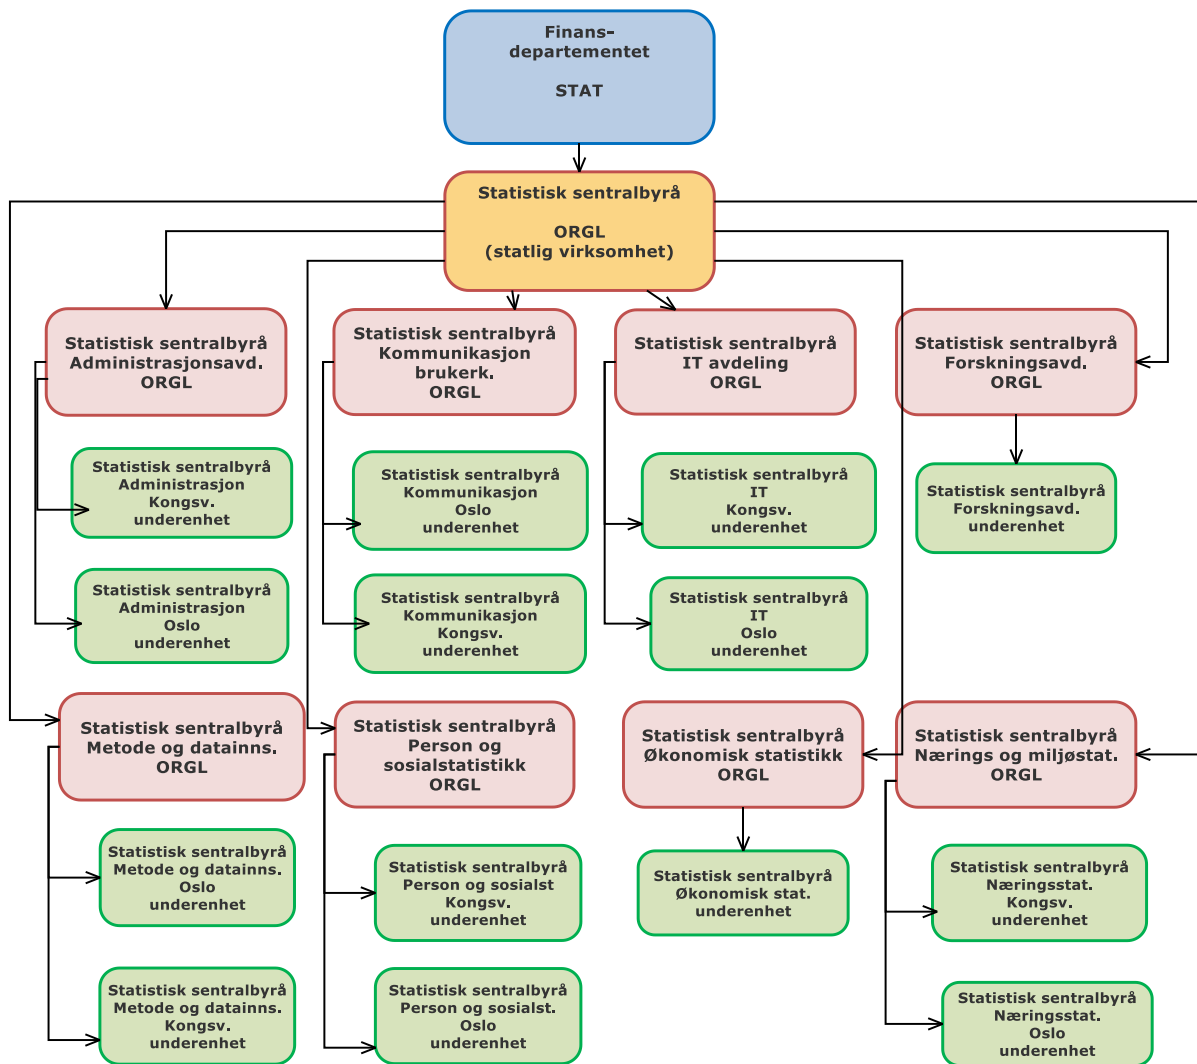 Finans-
departementet
STAT
Statistisk sentralbyrå
ORGL
(statlig virksomhet)
Statistisk sentralbyrå
Administrasjonsavd.
ORGL
Statistisk sentralbyrå
Kommunikasjon
brukerk.
ORGL
Statistisk sentralbyrå
IT avdeling
ORGL
Statistisk sentralbyrå
Forskningsavd.
ORGL
Statistisk sentralbyrå
Administrasjon
Kongsv.
underenhet
Statistisk sentralbyrå
Kommunikasjon
Oslo
underenhet
Statistisk sentralbyrå
IT
Kongsv.
underenhet
Statistisk sentralbyrå
Forskningsavd.
underenhet
Statistisk sentralbyrå
Administrasjon
Oslo
underenhet
Statistisk sentralbyrå
Kommunikasjon
Kongsv.
underenhet
Statistisk sentralbyrå
IT
Oslo
underenhet
Statistisk sentralbyrå
Metode og datainns.
ORGL
Statistisk sentralbyrå
Person og
sosialstatistikk
ORGL
Statistisk sentralbyrå
Økonomisk statistikk
ORGL
Statistisk sentralbyrå
Nærings og miljøstat.
ORGL
Statistisk sentralbyrå
Metode og datainns.
Oslo
underenhet
Statistisk sentralbyrå
Person og sosialst
Kongsv.
underenhet
Statistisk sentralbyrå
Økonomisk stat.
underenhet
Statistisk sentralbyrå
Næringsstat.
Kongsv.
underenhet
Statistisk sentralbyrå
Metode og datainns.
Kongsv.
underenhet
Statistisk sentralbyrå
Person og sosialst.
Oslo
underenhet
Statistisk sentralbyrå
Næringsstat.
Oslo
underenhet